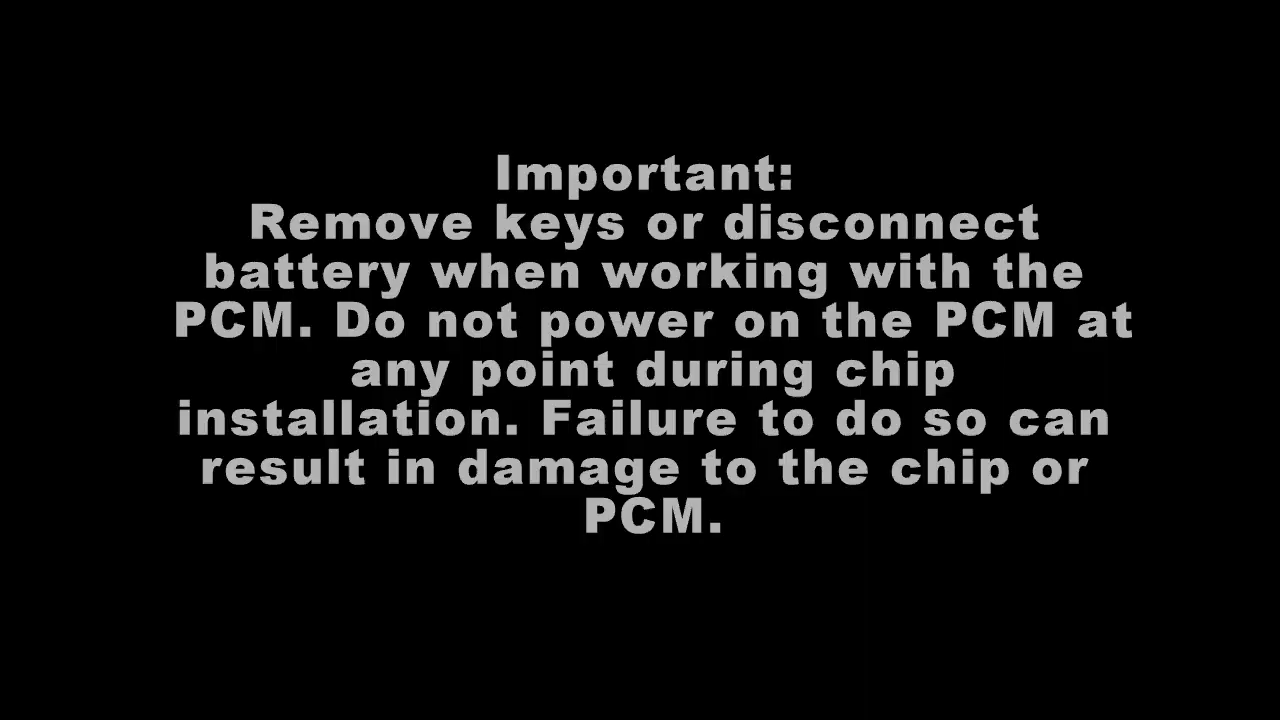 Important:
Remove keys or disconnect
battery when working with the
PCM. Do not power on the PCM at
any point during chip
installation. Failure to do so can
result in damage to the chip or
PCM.